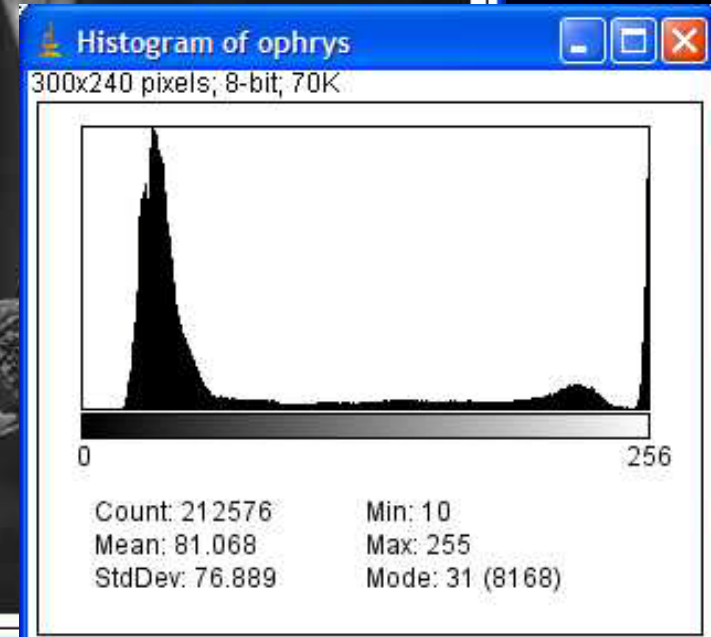 Histogram of ophrys
300x240 pixels; 8-bit; 70K
0 256
Count: 212576 Min: 10
Mean: 81.068 Max: 255
StdDev: 76.889 Mode: 31 (8168)